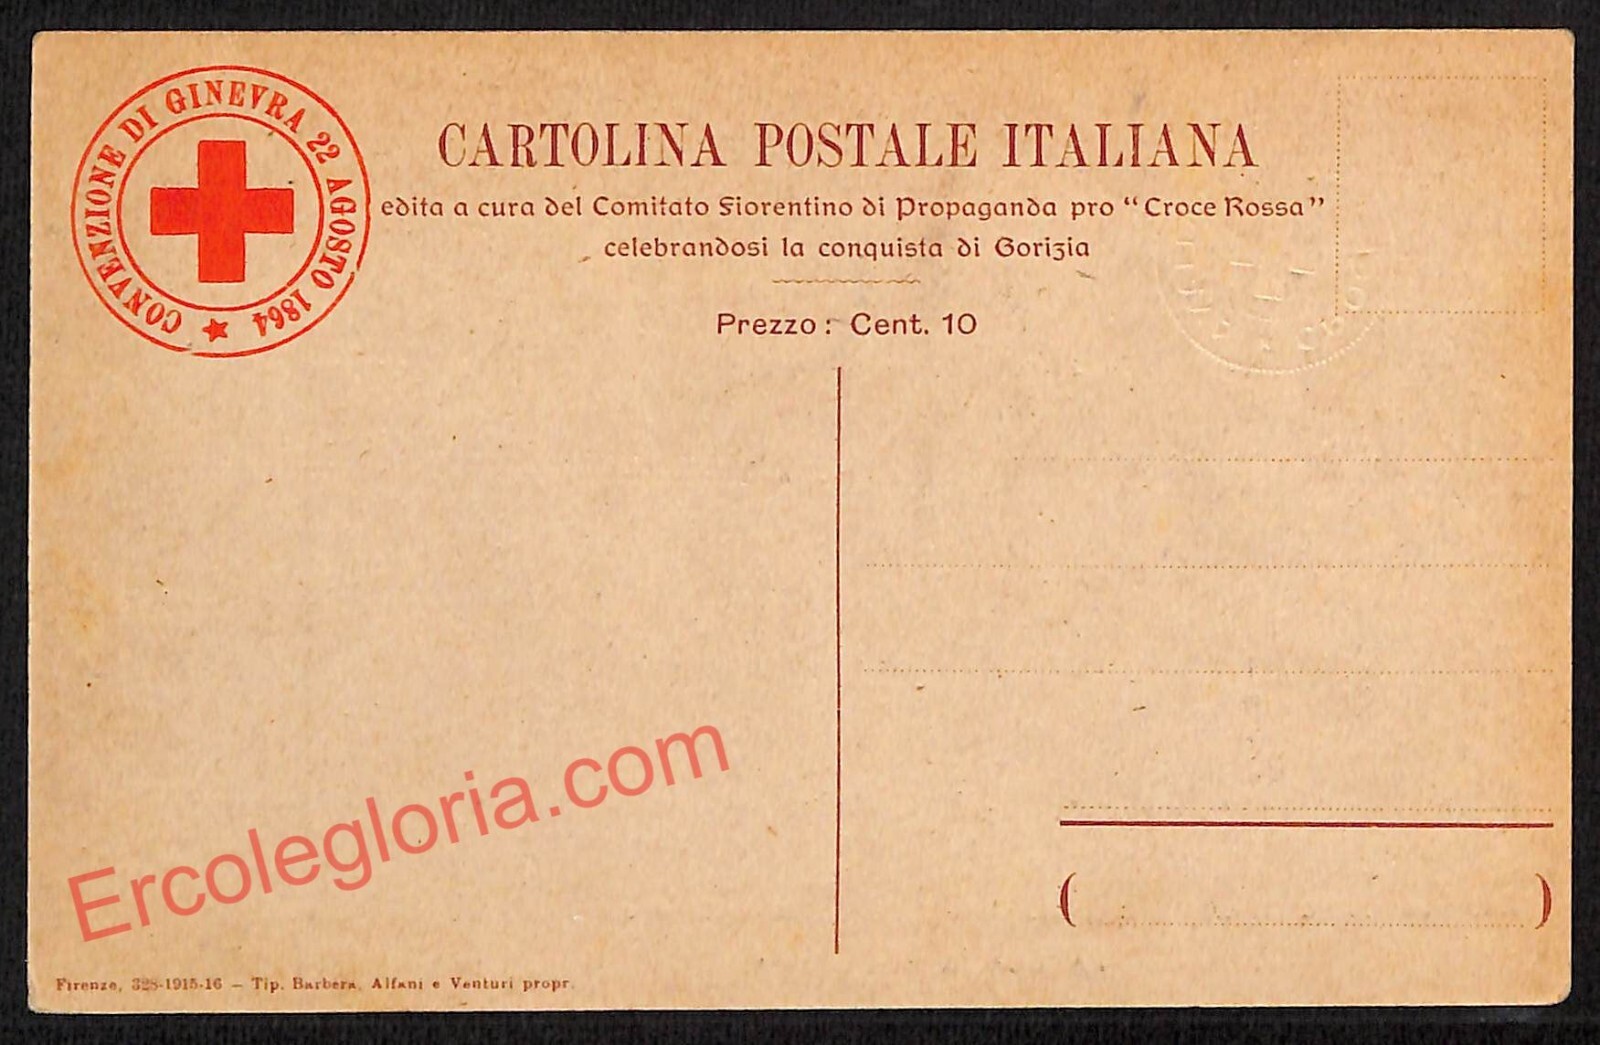 CONVENZIONE DI GINEVRA 22 AGOSTO 1864
CARTOLINA POSTALE ITALIANA
edita a cura del Comitato Fiorentino di Propaganda pro “Croce Rossa”
celebrandosi la conquista di Gorizia
Prezzo: Cent. 10
Ercolegloria.com
( )
Firenze, 328-1915-16 — Tip. Barbera, Alfani e Venturi propr.